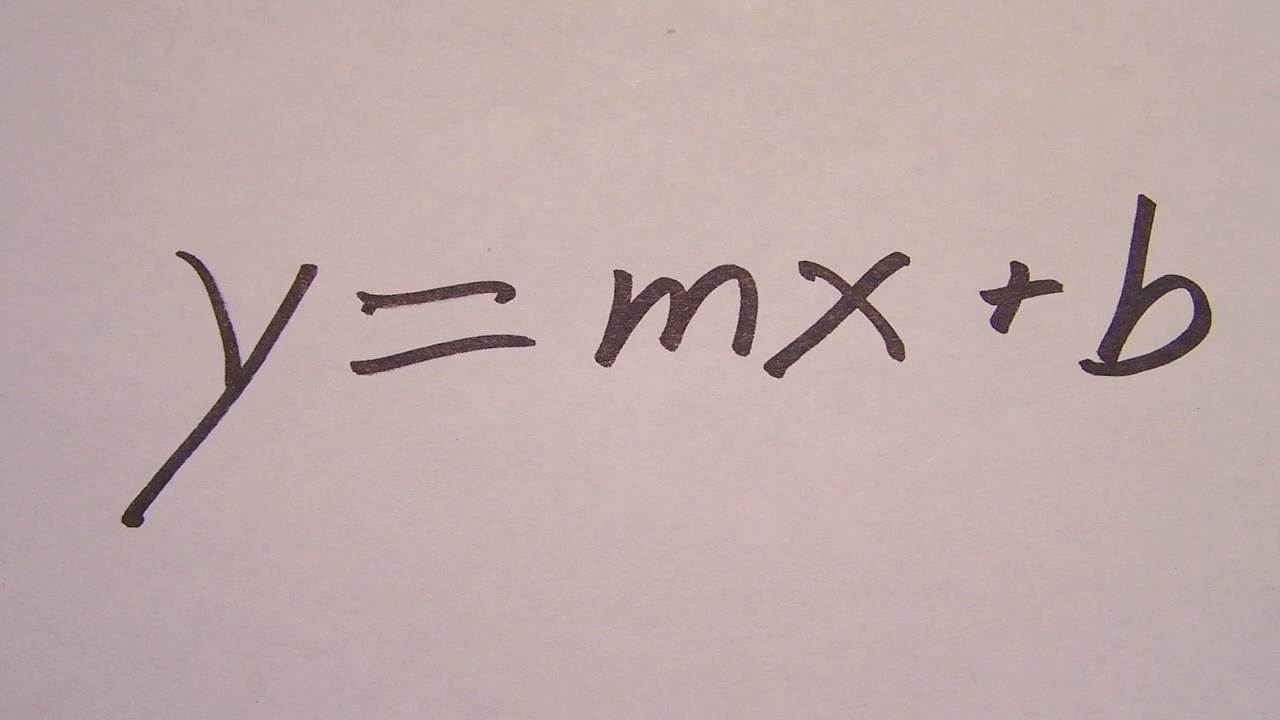 y = mx + b